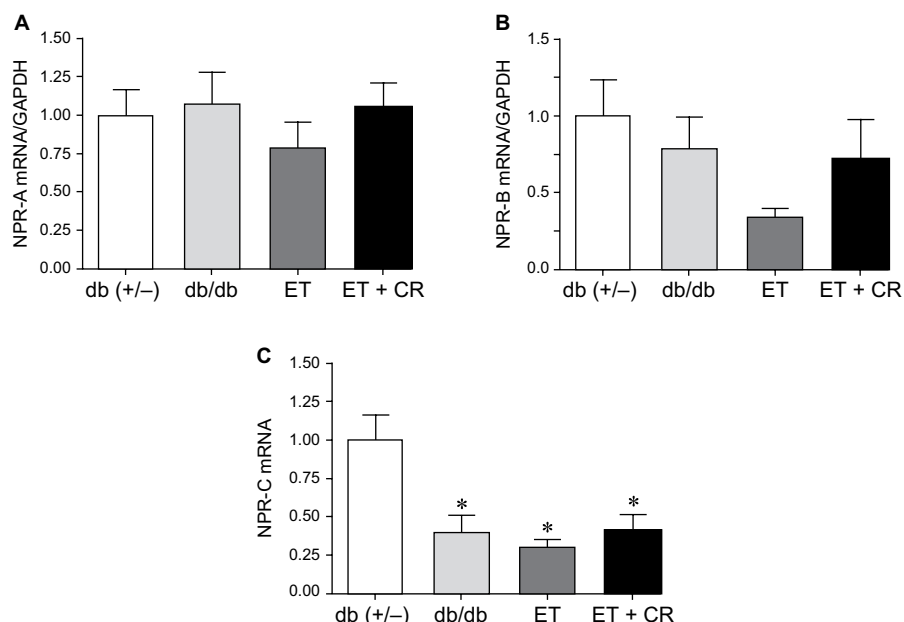 A
NPR-A mRNA/GAPDH
1.50
1.25
1.00
0.75
0.50
0.25
0.00
db (+/–) db/db ET ET + CR
B
NPR-B mRNA/GAPDH
1.50
1.0
0.5
0.0
db (+/–) db/db ET ET + CR
C
NPR-C mRNA
1.50
1.25
1.00
0.75
0.50
0.25
0.00
* * *
db (+/–) db/db ET ET + CR